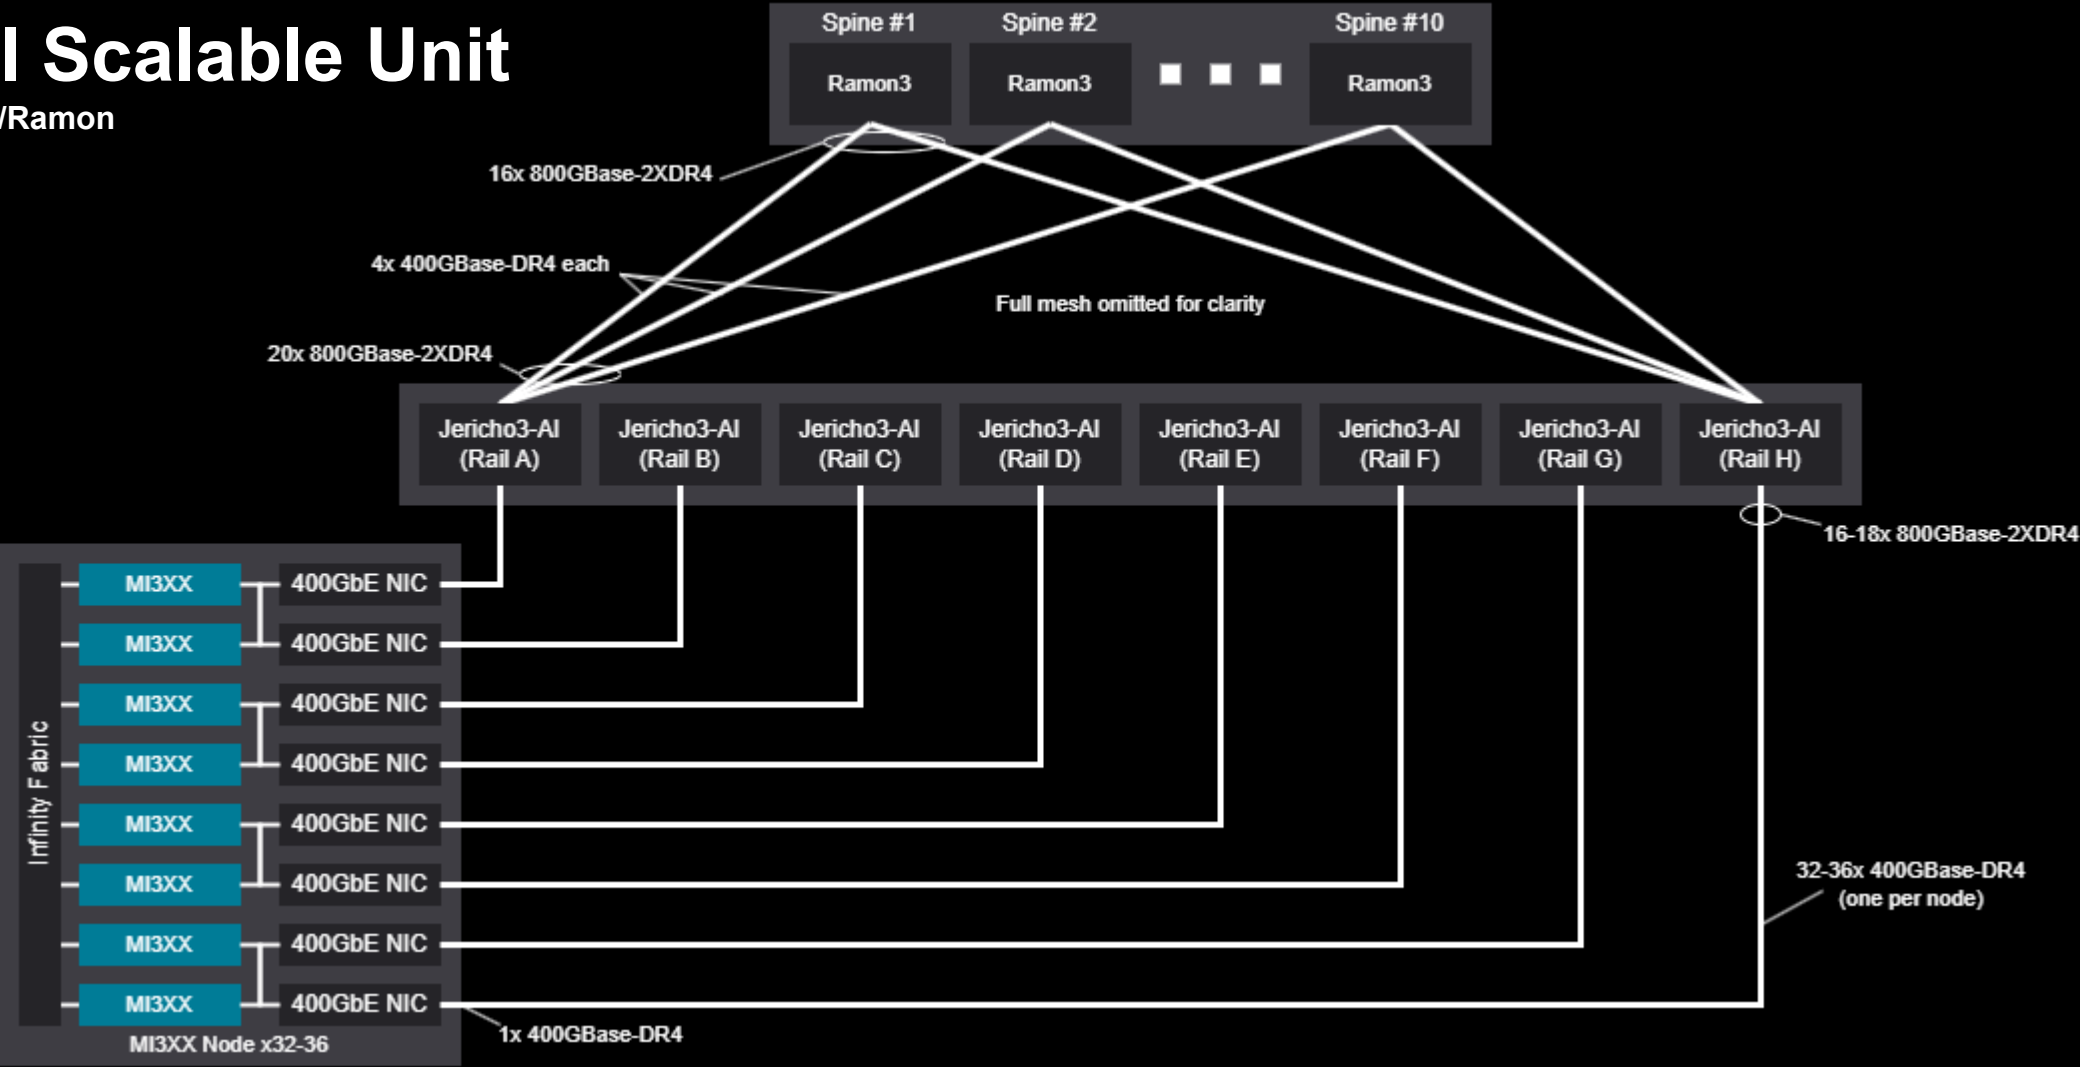 I Scalable Unit
/Ramon
Spine #1
Spine #2
Spine #10
Ramon3
Ramon3
Ramon3
16x 800GBase-2XDR4
4x 400GBase-DR4 each
Full mesh omitted for clarity
20x 800GBase-2XDR4
Jericho3-AI
(Rail A)
Jericho3-AI
(Rail B)
Jericho3-AI
(Rail C)
Jericho3-AI
(Rail D)
Jericho3-AI
(Rail E)
Jericho3-AI
(Rail F)
Jericho3-AI
(Rail G)
Jericho3-AI
(Rail H)
16-18x 800GBase-2XDR4
Infinity Fabric
MI3XX
400GbE NIC
MI3XX
400GbE NIC
MI3XX
400GbE NIC
MI3XX
400GbE NIC
MI3XX
400GbE NIC
MI3XX
400GbE NIC
MI3XX
400GbE NIC
MI3XX
400GbE NIC
32-36x 400GBase-DR4
(one per node)
1x 400GBase-DR4
MI3XX Node x32-36